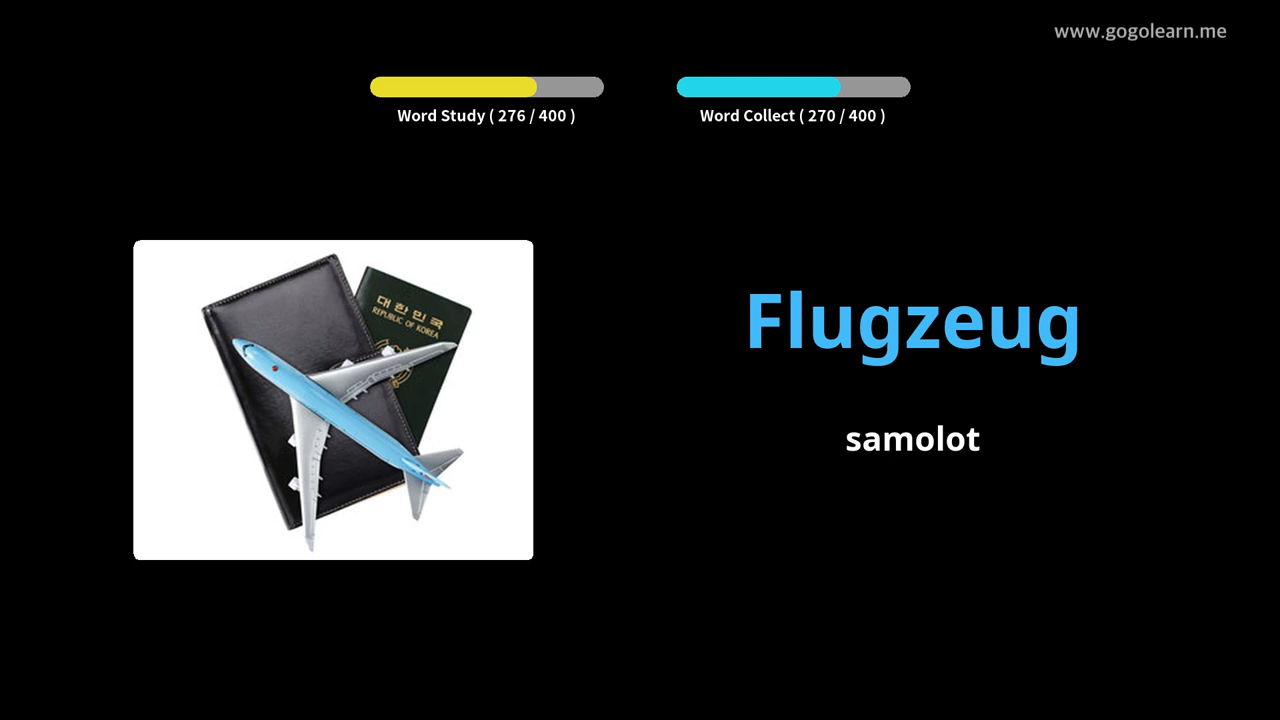 www.gogolearn.me
Word Study ( 276 / 400 )
Word Collect ( 270 / 400 )
대한민국
REPUBLIC OF KOREA
Flugzeug
samolot